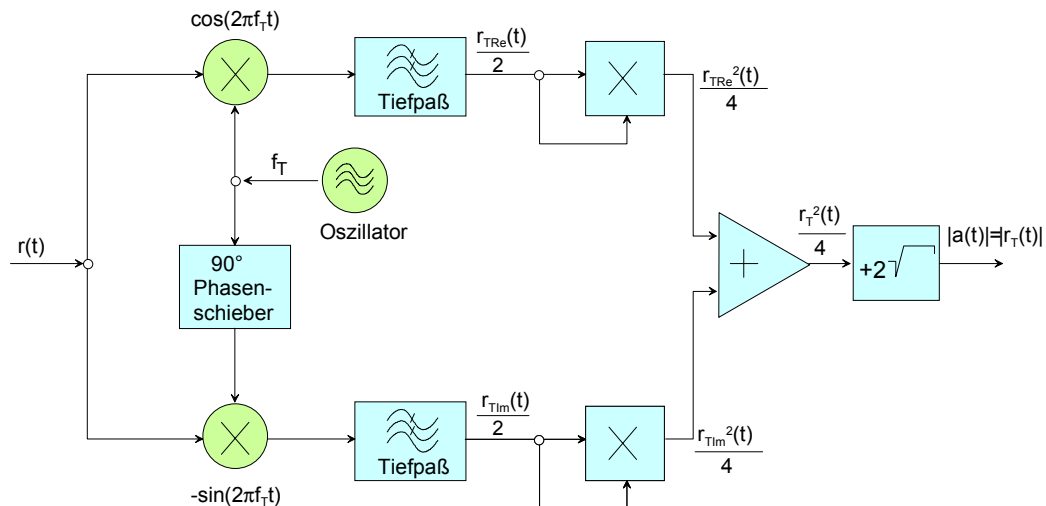 cos(2πf_Tt)
r_TRe(t)
2
Tiefpaß
r_TRe²(t)
4
f_T
Oszillator
r(t)
90°
Phasen-
schieber
r_T²(t)
4
+
+2√
|a(t)|=|r_T(t)|
r_TIm(t)
2
Tiefpaß
r_TIm²(t)
4
-sin(2πf_Tt)